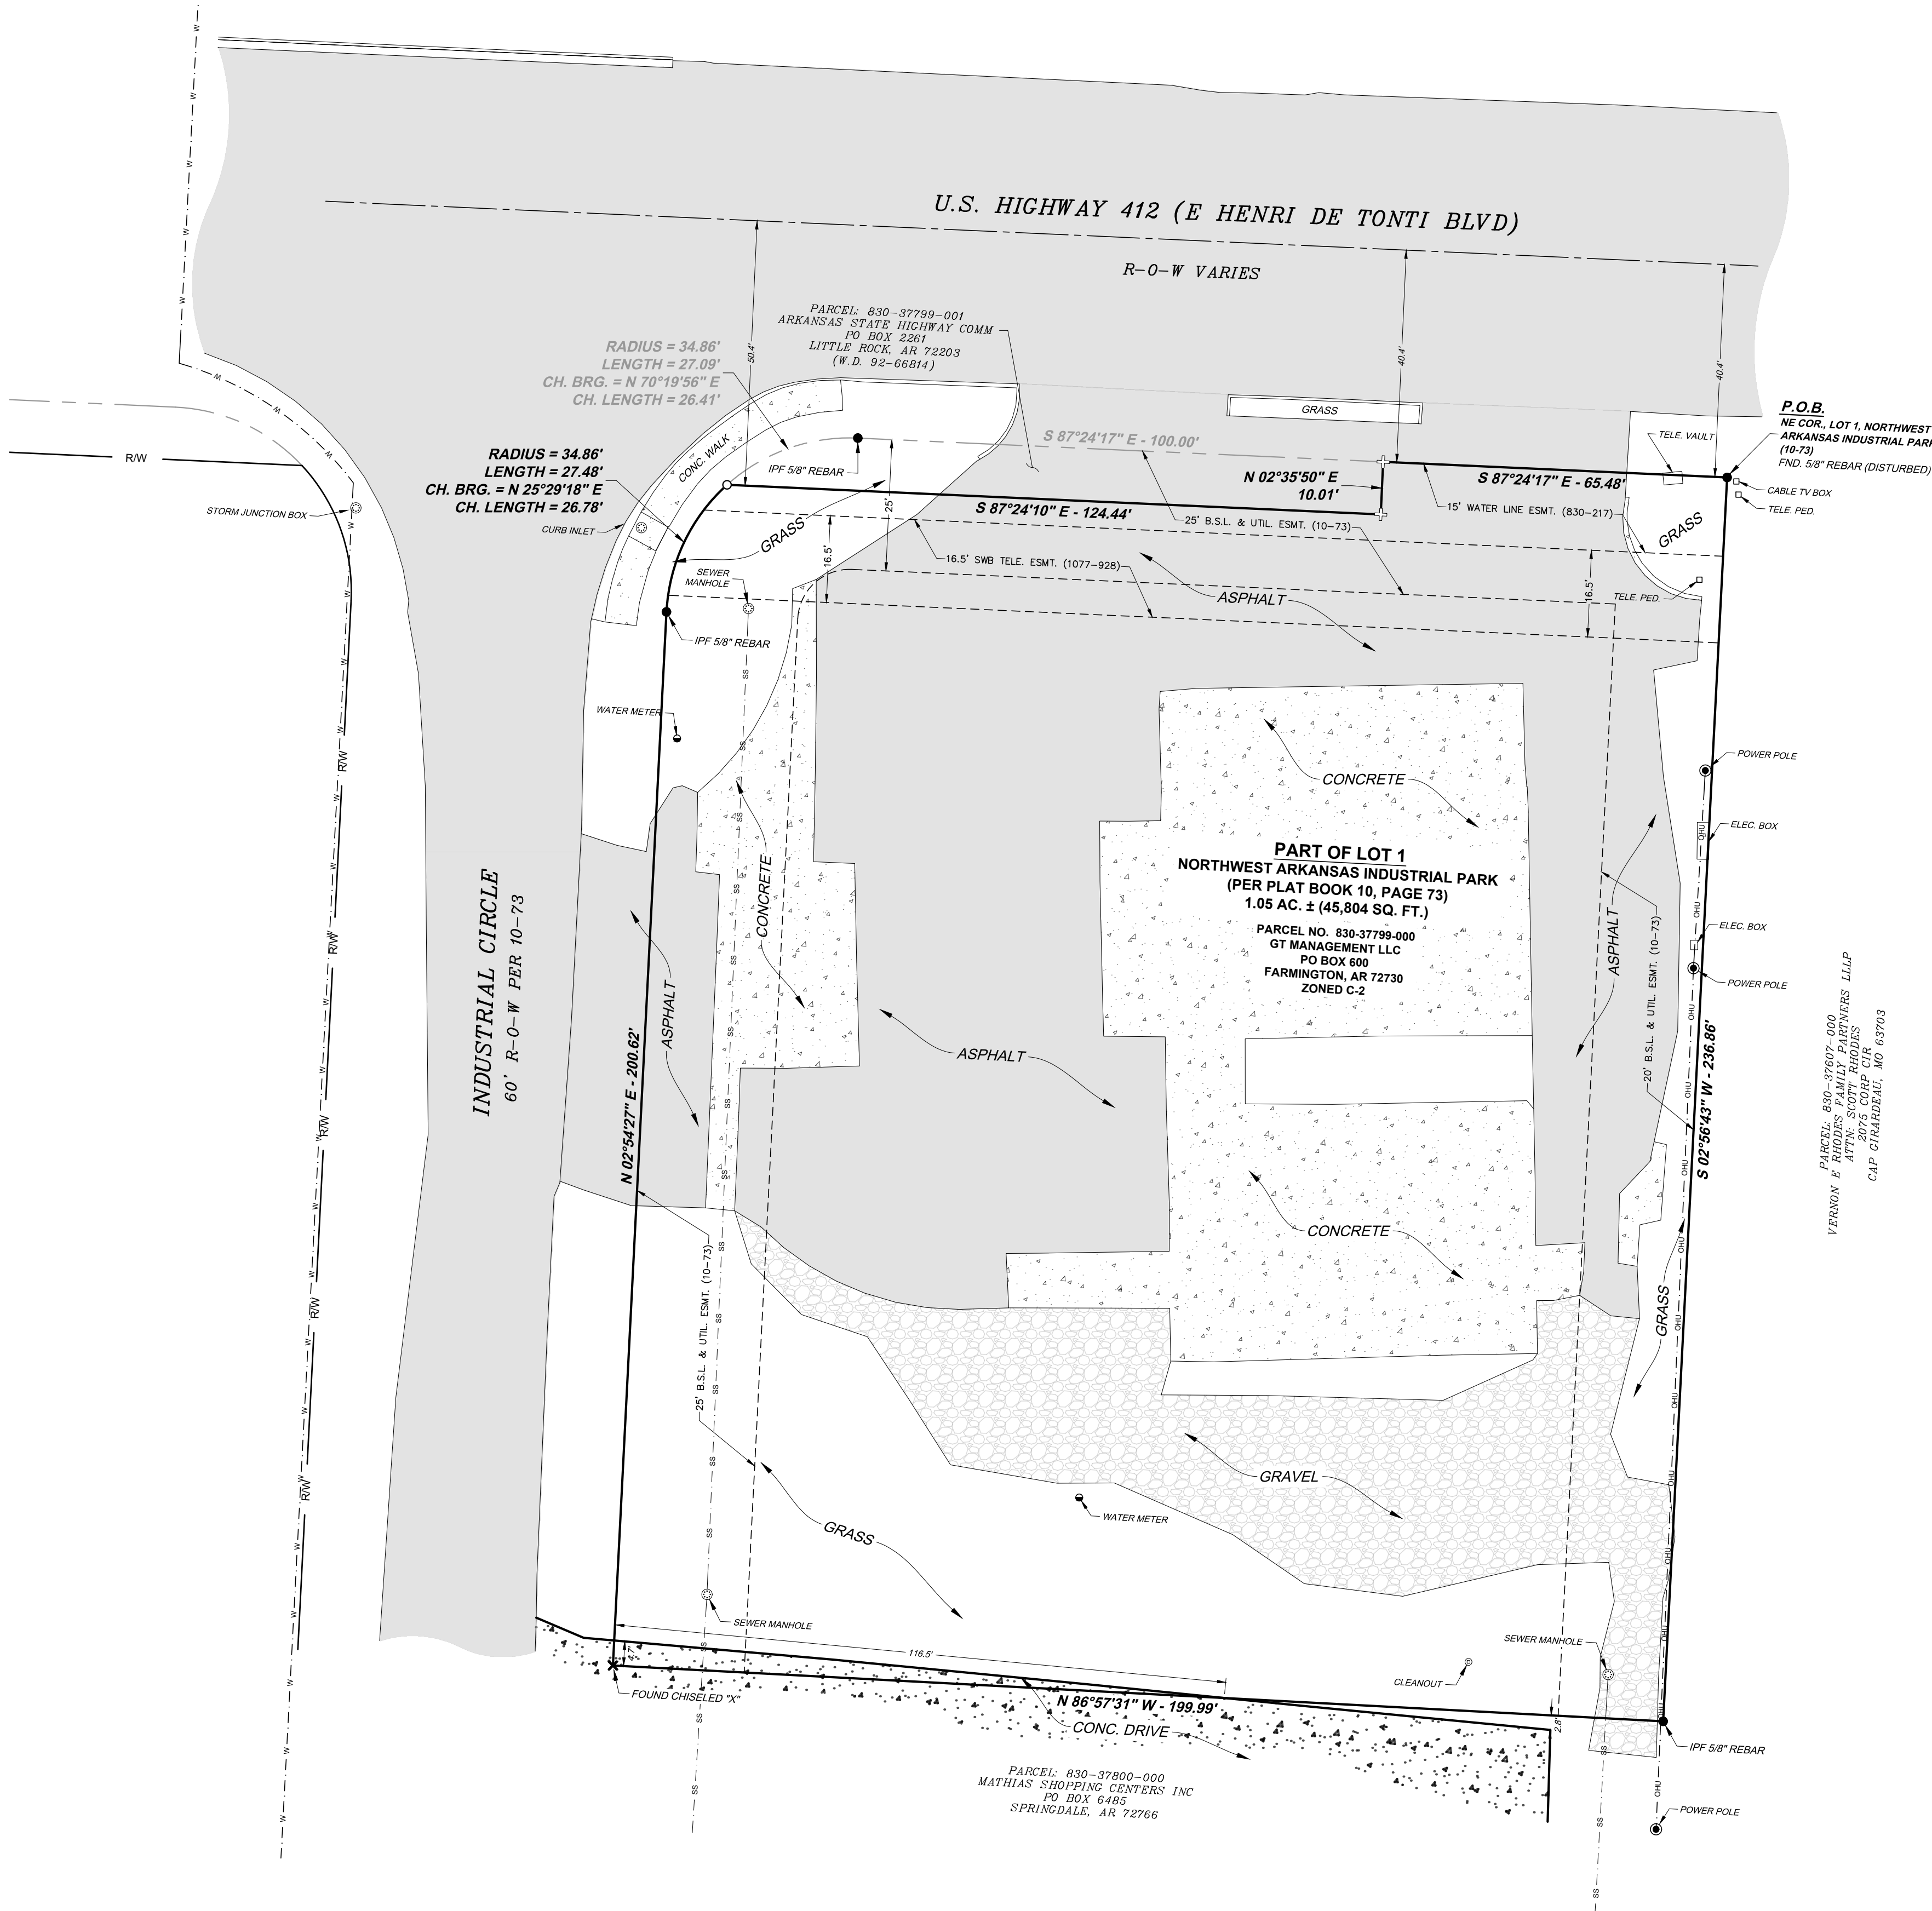 U.S. HIGHWAY 412 (E HENRI DE TONTI BLVD)
R-O-W VARIES
PARCEL: 830-37799-001
ARKANSAS STATE HIGHWAY COMM
PO BOX 2261
LITTLE ROCK, AR 72203
(W.D. 92-66814)
50.4'
40.4'
40.4'
RADIUS = 34.86'
LENGTH = 27.09'
CH. BRG. = N 70°19'56" E
CH. LENGTH = 26.41'
RADIUS = 34.86'
LENGTH = 27.48'
CH. BRG. = N 25°29'18" E
CH. LENGTH = 26.78'
P.O.B.
NE COR., LOT 1, NORTHWEST
ARKANSAS INDUSTRIAL PARK
(10-73)
FND. 5/8" REBAR (DISTURBED)
GRASS
TELE. VAULT
CABLE TV BOX
TELE. PED.
CONC. WALK
IPF 5/8" REBAR
S 87°24'17" E - 100.00'
N 02°35'50" E
10.01'
S 87°24'17" E - 65.48'
S 87°24'10" E - 124.44'
25' B.S.L. & UTIL. ESMT. (10-73)
15' WATER LINE ESMT. (830-217)
GRASS
R/W
STORM JUNCTION BOX
CURB INLET
GRASS
25'
16.5'
16.5'
16.5' SWB TELE. ESMT. (1077-928)
ASPHALT
SEWER
MANHOLE
TELE. PED.
IPF 5/8" REBAR
WATER METER
POWER POLE
ELEC. BOX
CONCRETE
CONCRETE
PART OF LOT 1
NORTHWEST ARKANSAS INDUSTRIAL PARK
(PER PLAT BOOK 10, PAGE 73)
1.05 AC. ± (45,804 SQ. FT.)
PARCEL NO. 830-37799-000
GT MANAGEMENT LLC
PO BOX 600
FARMINGTON, AR 72730
ZONED C-2
ASPHALT
20' B.S.L. & UTIL. ESMT. (10-73)
ELEC. BOX
POWER POLE
INDUSTRIAL CIRCLE
60' R-O-W PER 10-73
ASPHALT
N 02°54'27" E - 200.62'
ASPHALT
S 02°56'43" W - 236.86'
PARCEL: 830-37607-000
VERNON E RHODES FAMILY PARTNERS LLLP
ATTN: SCOTT RHODES
2075 CORP CIR
CAP GIRARDEAU, MO 63703
R/W
R/W
R/W
R/W
R/W
CONCRETE
GRASS
25' B.S.L. & UTIL. ESMT. (10-73)
GRAVEL
WATER METER
GRASS
SEWER MANHOLE
116.5'
4.7'
SEWER MANHOLE
CLEANOUT
FOUND CHISELED "X"
N 86°57'31" W - 199.99'
CONC. DRIVE
2.8'
IPF 5/8" REBAR
PARCEL: 830-37800-000
MATHIAS SHOPPING CENTERS INC
PO BOX 6485
SPRINGDALE, AR 72766
POWER POLE